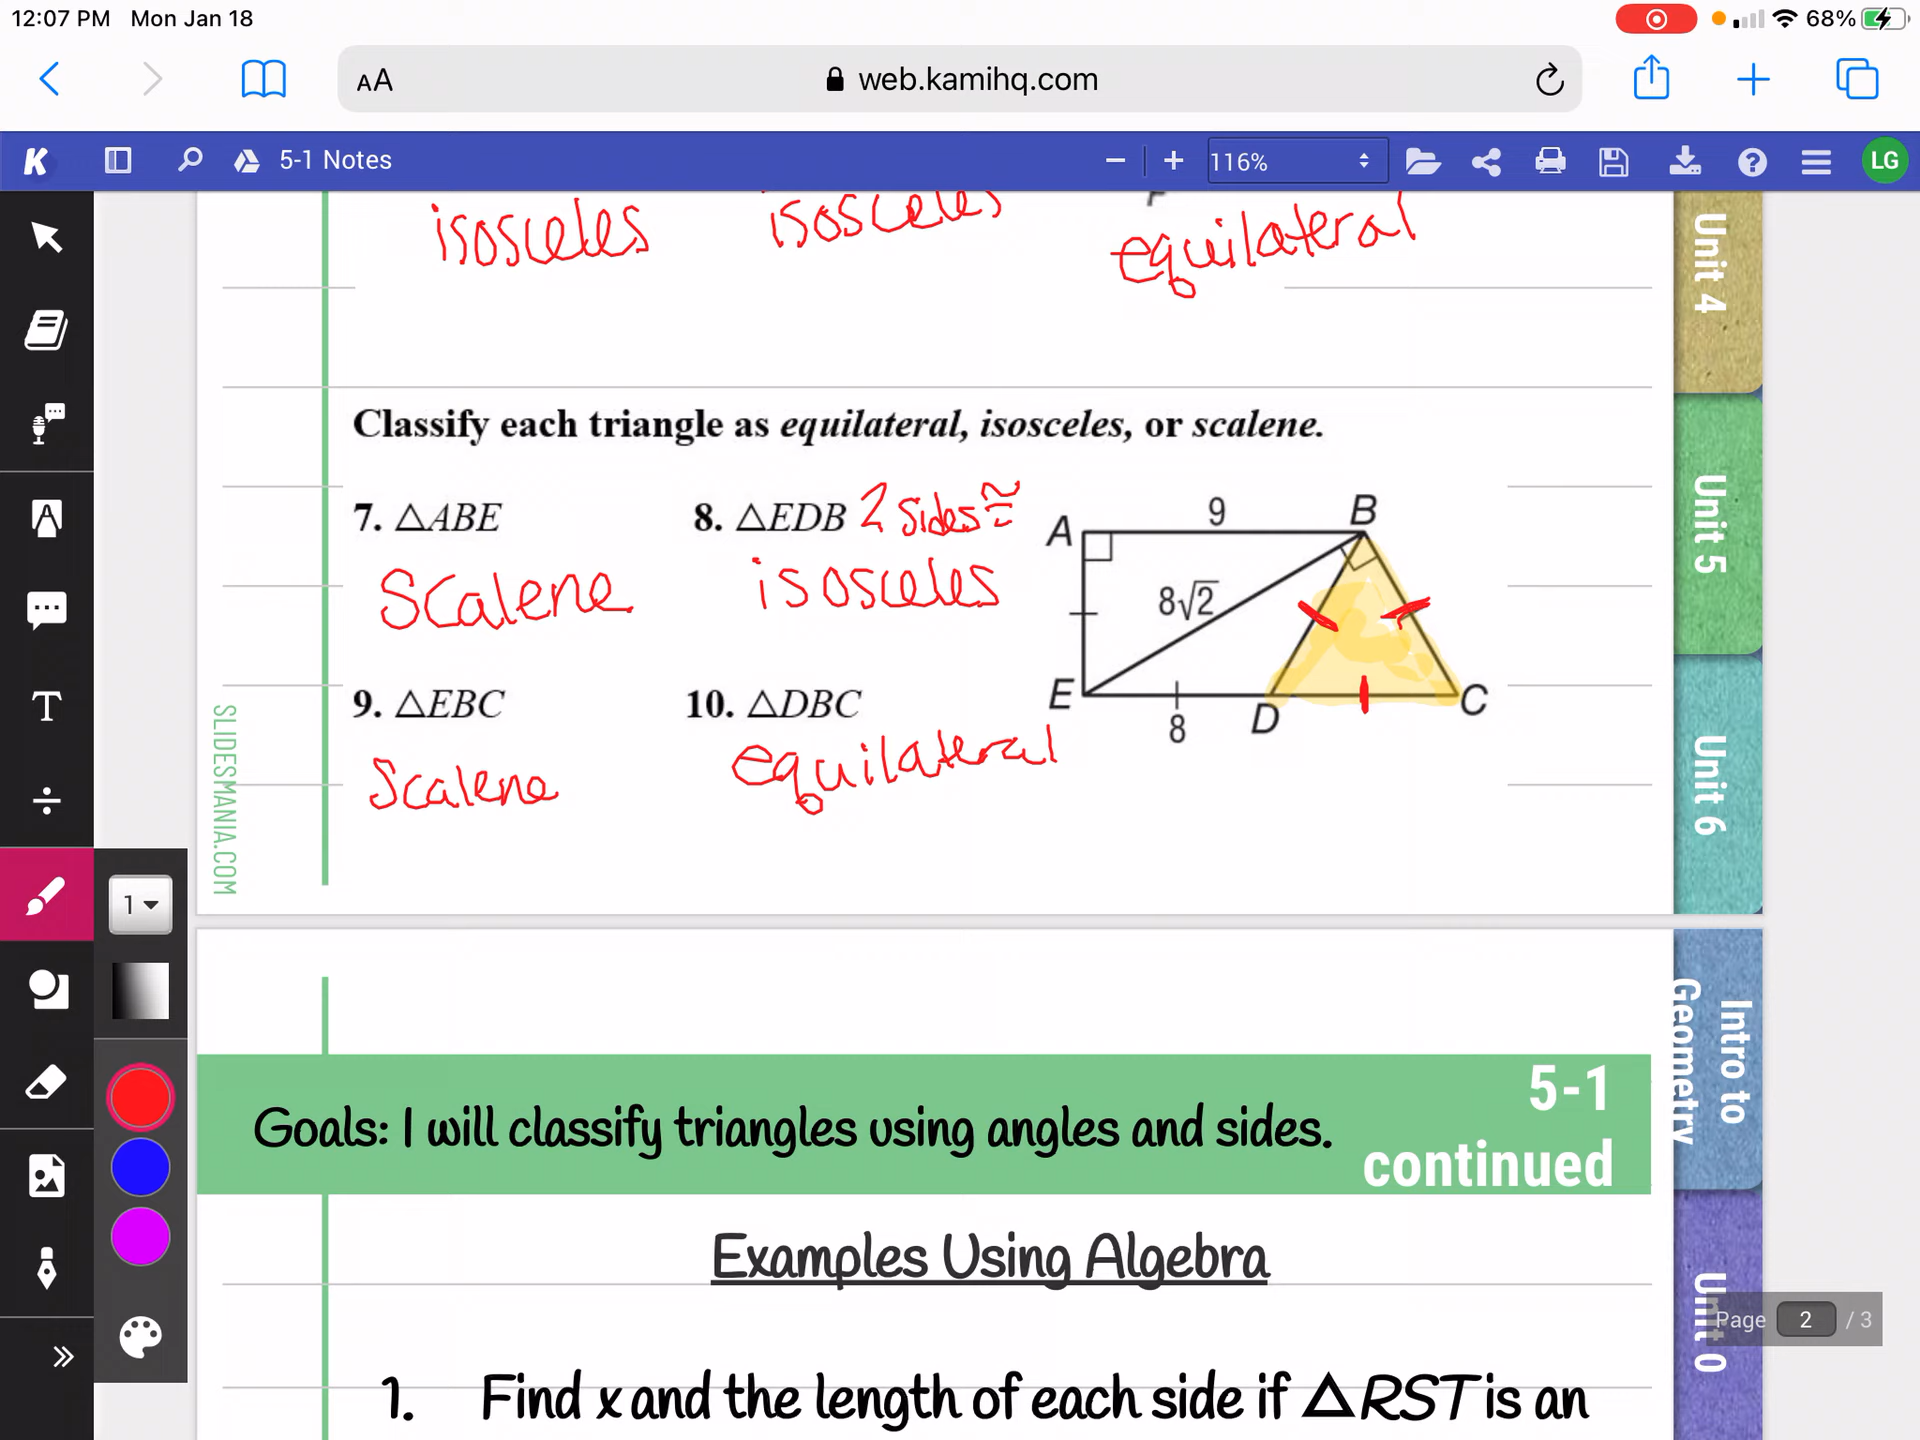 12:07 PM Mon Jan 18
68%
AA web.kamihq.com
K 5-1 Notes 116% LG
isosceles isosceles equilateral
Unit 4
Classify each triangle as equilateral, isosceles, or scalene.
7. △ABE 8. △EDB 2 sides ≅
Scalene isosceles
9. △EBC 10. △DBC
Scalene equilateral
A 9 B
8√2
E 8 D C
SLIDESMANIA.COM
Unit 5
Unit 6
T
1
Intro to Geometry
5-1
Goals: I will classify triangles using angles and sides.
continued
Examples Using Algebra
Unit 0
Page 2 / 3
1. Find x and the length of each side if △RST is an